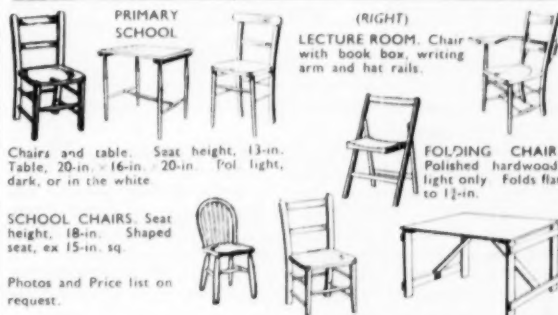 PRIMARY
SCHOOL
(RIGHT)
LECTURE ROOM. Chair
with book box, writing
arm and hat rails.
Chairs and table. Seat height, 13-in.
Table, 20-in. × 16-in. × 20-in. Pol. light,
dark, or in the white
FOLDING CHAIR
Polished hardwood
light only Folds flat
to 1¾-in.
SCHOOL CHAIRS. Seat
height, 18-in. Shaped
seat, ex 15-in. sq.
Photos and Price list on
request.